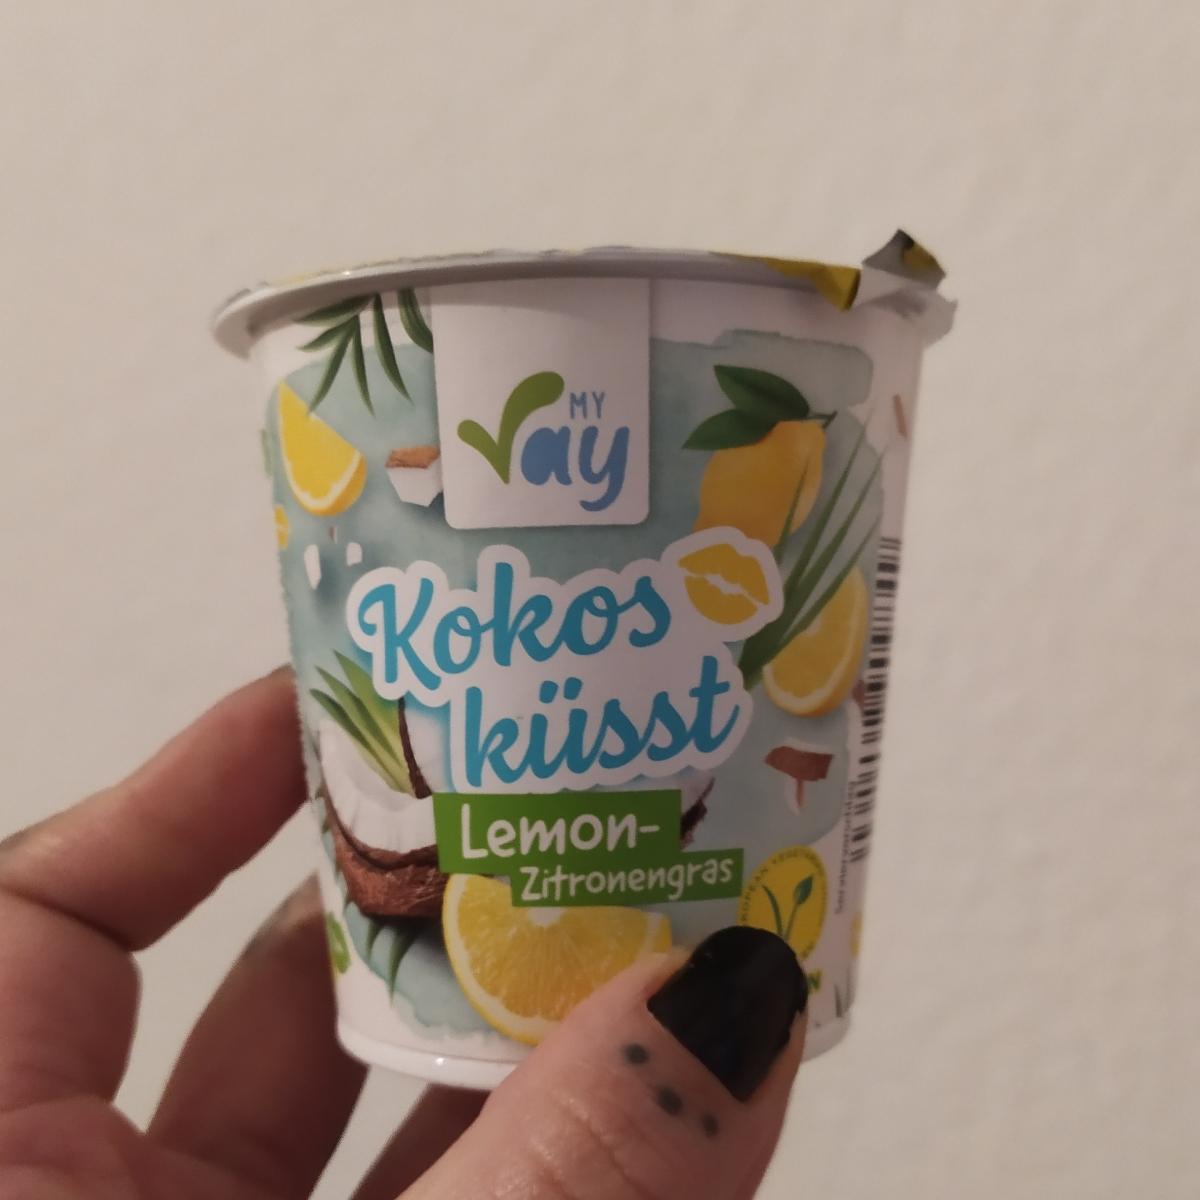 MY
Vay
Kokos
küsst
Lemon-
Zitronengras